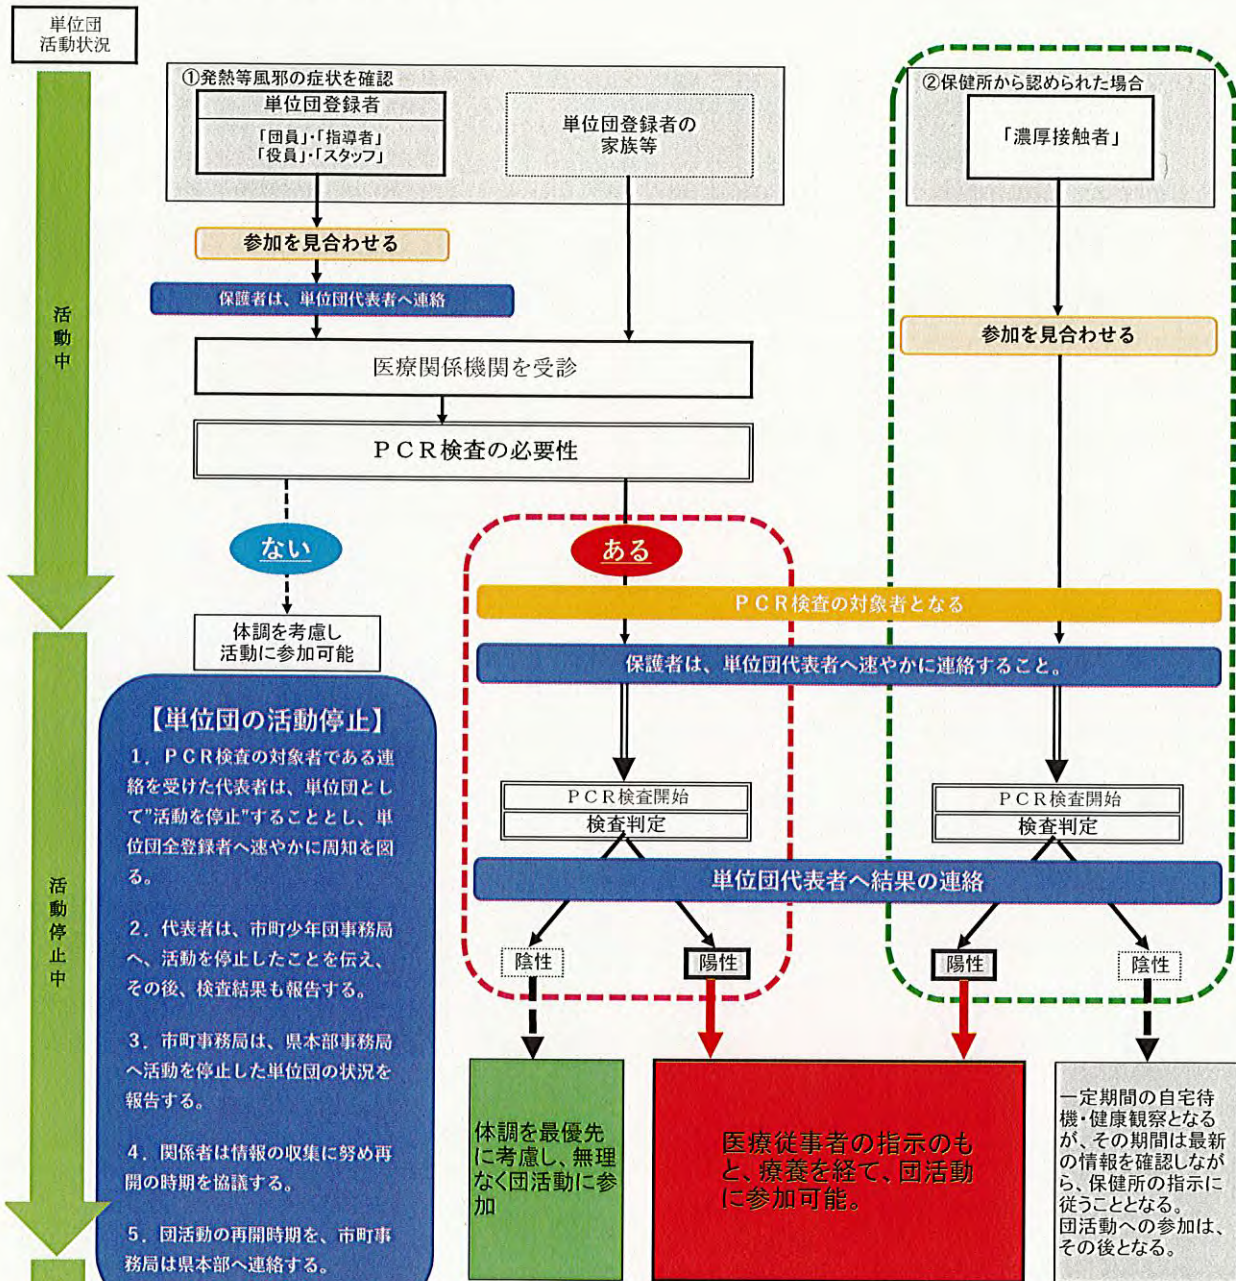 単位団
活動状況
①発熱等風邪の症状を確認
単位団登録者
「団員」・「指導者」
「役員」・「スタッフ」
単位団登録者の
家族等
②保健所から認められた場合
「濃厚接触者」
参加を見合わせる
保護者は、単位団代表者へ連絡
参加を見合わせる
活動中
医療関係機関を受診
PCR検査の必要性
ない
ある
PCR検査の対象者となる
体調を考慮し
活動に参加可能
保護者は、単位団代表者へ速やかに連絡すること。
【単位団の活動停止】
1．PCR検査の対象者である連
絡を受けた代表者は、単位団とし
て"活動を停止"することとし、単
位団全登録者へ速やかに周知を図
る。
2．代表者は、市町少年団事務局
へ、活動を停止したことを伝え、
その後、検査結果も報告する。
3．市町事務局は、県本部事務局
へ活動を停止した単位団の状況を
報告する。
4．関係者は情報の収集に努め再
開の時期を協議する。
5．団活動の再開時期を、市町事
務局は県本部へ連絡する。
活動停止中
PCR検査開始
検査判定
PCR検査開始
検査判定
単位団代表者へ結果の連絡
陰性
陽性
陽性
陰性
体調を最優先
に考慮し、無理
なく団活動に参
加
医療従事者の指示のも
と、療養を経て、団活動
に参加可能。
一定期間の自宅待
機・健康観察となる
が、その期間は最新
の情報を確認しなが
ら、保健所の指示に
従うこととなる。
団活動への参加は、
その後となる。